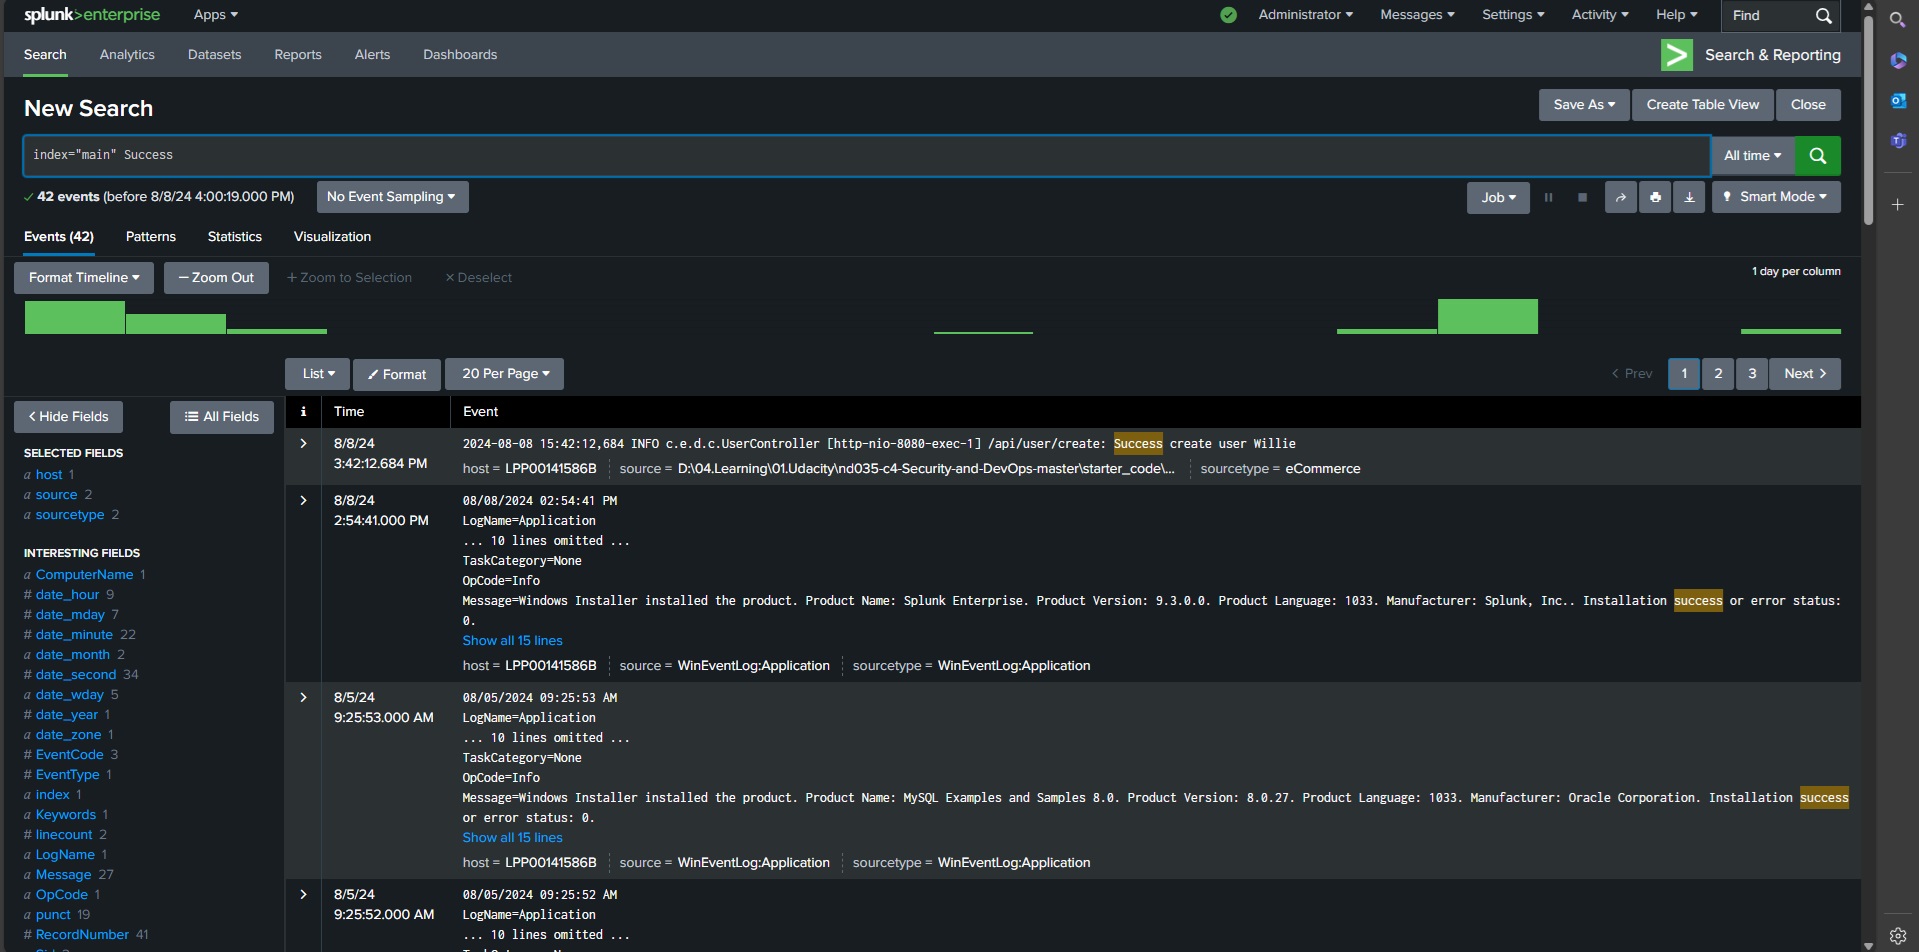 splunk>enterprise Apps ▾ Administrator ▾ Messages ▾ Settings ▾ Activity ▾ Help ▾ Find
Search Analytics Datasets Reports Alerts Dashboards Search & Reporting
New Search Save As ▾ Create Table View Close
index="main" Success All time ▾
✓ 42 events (before 8/8/24 4:00:19.000 PM) No Event Sampling ▾ Job ▾ Smart Mode ▾
Events (42) Patterns Statistics Visualization
Format Timeline ▾ — Zoom Out + Zoom to Selection × Deselect 1 day per column
List ▾ Format 20 Per Page ▾ < Prev 1 2 3 Next >
< Hide Fields All Fields
SELECTED FIELDS
a host 1
a source 2
a sourcetype 2
INTERESTING FIELDS
a ComputerName 1
# date_hour 9
# date_mday 7
# date_minute 22
a date_month 2
# date_second 34
a date_wday 5
# date_year 1
a date_zone 1
# EventCode 3
# EventType 1
a index 1
a Keywords 1
# linecount 2
a LogName 1
a Message 27
a OpCode 1
a punct 19
# RecordNumber 41
i Time Event
8/8/24
3:42:12.684 PM
2024-08-08 15:42:12,684 INFO c.e.d.c.UserController [http-nio-8080-exec-1] /api/user/create: Success create user Willie
host = LPP00141586B source = D:\04.Learning\01.Udacity\nd035-c4-Security-and-DevOps-master\starter_code\... sourcetype = eCommerce
8/8/24
2:54:41.000 PM
08/08/2024 02:54:41 PM
LogName=Application
... 10 lines omitted ...
TaskCategory=None
OpCode=Info
Message=Windows Installer installed the product. Product Name: Splunk Enterprise. Product Version: 9.3.0.0. Product Language: 1033. Manufacturer: Splunk, Inc.. Installation success or error status:
0.
Show all 15 lines
host = LPP00141586B source = WinEventLog:Application sourcetype = WinEventLog:Application
8/5/24
9:25:53.000 AM
08/05/2024 09:25:53 AM
LogName=Application
... 10 lines omitted ...
TaskCategory=None
OpCode=Info
Message=Windows Installer installed the product. Product Name: MySQL Examples and Samples 8.0. Product Version: 8.0.27. Product Language: 1033. Manufacturer: Oracle Corporation. Installation success
or error status: 0.
Show all 15 lines
host = LPP00141586B source = WinEventLog:Application sourcetype = WinEventLog:Application
8/5/24
9:25:52.000 AM
08/05/2024 09:25:52 AM
LogName=Application
... 10 lines omitted ...